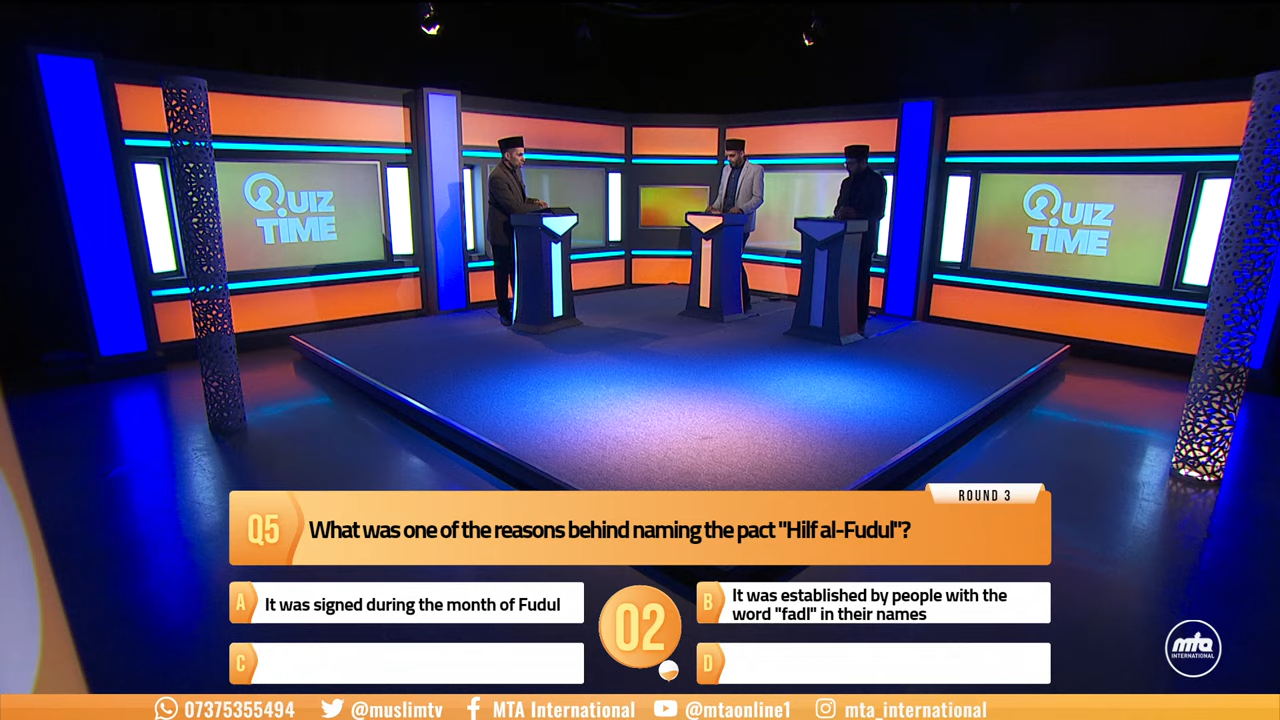 QUIZ
TIME
QUIZ
TIME
ROUND 3
Q5
What was one of the reasons behind naming the pact "Hilf al-Fudul"?
A
It was signed during the month of Fudul
02
B
It was established by people with the
word "fadl" in their names
C
D
mta
INTERNATIONAL
07375355494
@muslimtv
MTA International
@mtaonline1
mta_international